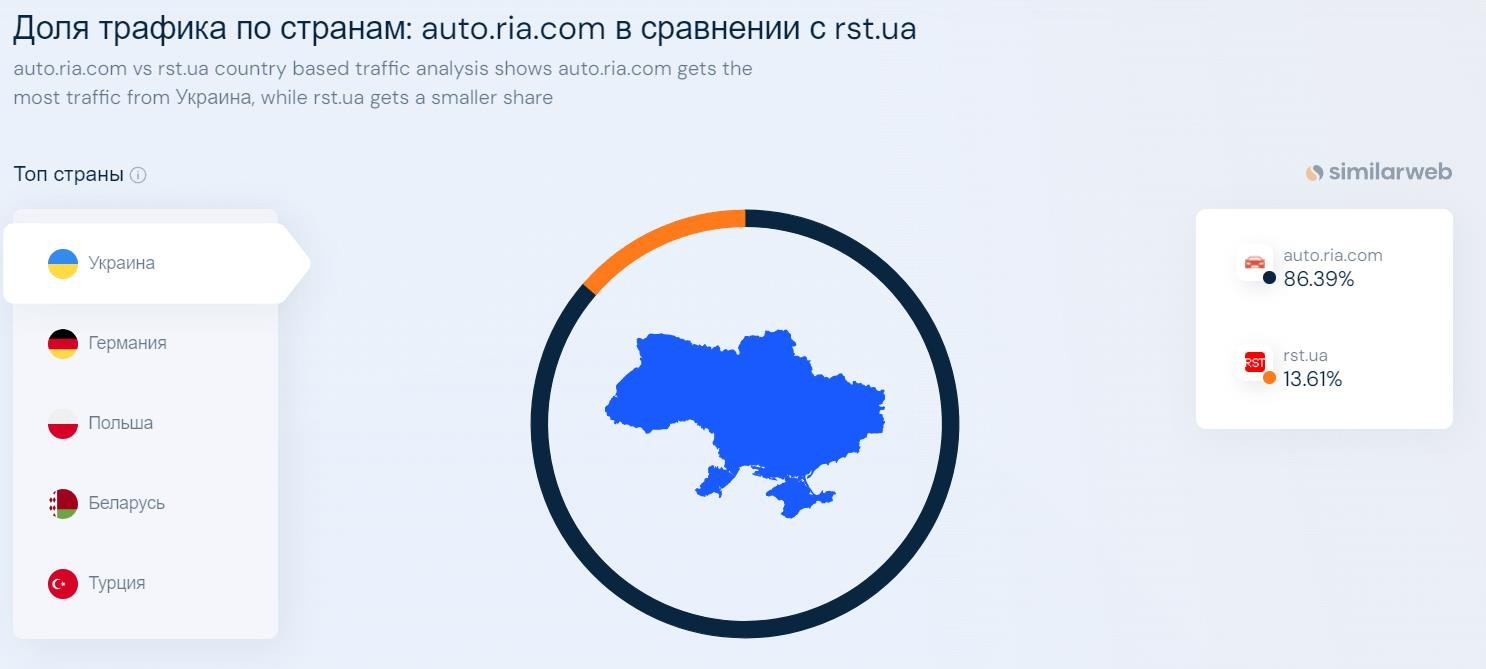 Доля трафика по странам: auto.ria.com в сравнении с rst.ua
auto.ria.com vs rst.ua country based traffic analysis shows auto.ria.com gets the
most traffic from Украина, while rst.ua gets a smaller share
Топ страны
similarweb
Украина
Германия
Польша
Беларусь
Турция
auto.ria.com
86.39%
RST
rst.ua
13.61%